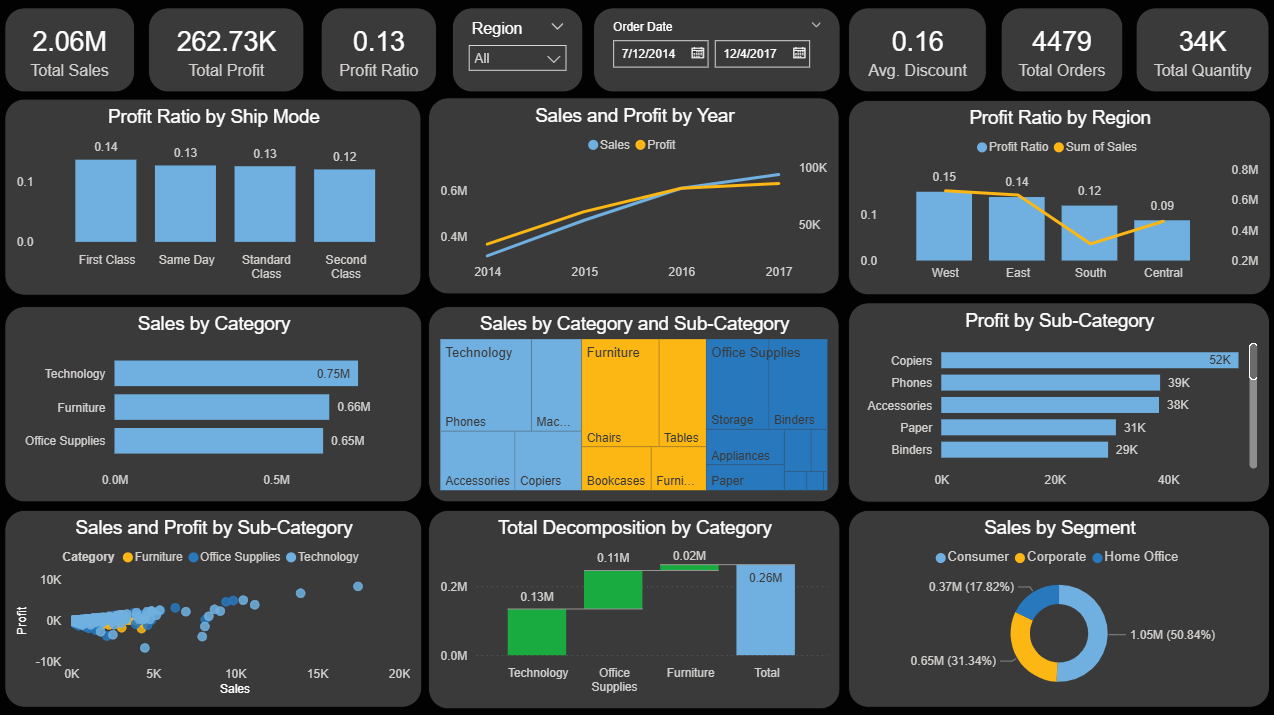 2.06M
Total Sales
262.73K
Total Profit
0.13
Profit Ratio
Region
All
Order Date
7/12/2014
12/4/2017
0.16
Avg. Discount
4479
Total Orders
34K
Total Quantity
Profit Ratio by Ship Mode
0.14
0.13
0.13
0.12
0.1
0.0
First Class
Same Day
Standard
Class
Second
Class
Sales and Profit by Year
Sales
Profit
0.6M
0.4M
100K
50K
2014
2015
2016
2017
Profit Ratio by Region
Profit Ratio
Sum of Sales
0.15
0.14
0.12
0.09
0.1
0.0
0.8M
0.6M
0.4M
0.2M
West
East
South
Central
Sales by Category
Technology
0.75M
Furniture
0.66M
Office Supplies
0.65M
0.0M
0.5M
Sales by Category and Sub-Category
Technology
Phones
Mac...
Accessories
Copiers
Furniture
Chairs
Tables
Bookcases
Furni...
Office Supplies
Storage
Binders
Appliances
Paper
Profit by Sub-Category
Copiers
52K
Phones
39K
Accessories
38K
Paper
31K
Binders
29K
0K
20K
40K
Sales and Profit by Sub-Category
Category
Furniture
Office Supplies
Technology
Profit
10K
0K
-10K
0K
5K
10K
15K
20K
Sales
Total Decomposition by Category
0.2M
0.0M
0.13M
0.11M
0.02M
0.26M
Technology
Office
Supplies
Furniture
Total
Sales by Segment
Consumer
Corporate
Home Office
0.37M (17.82%)
1.05M (50.84%)
0.65M (31.34%)